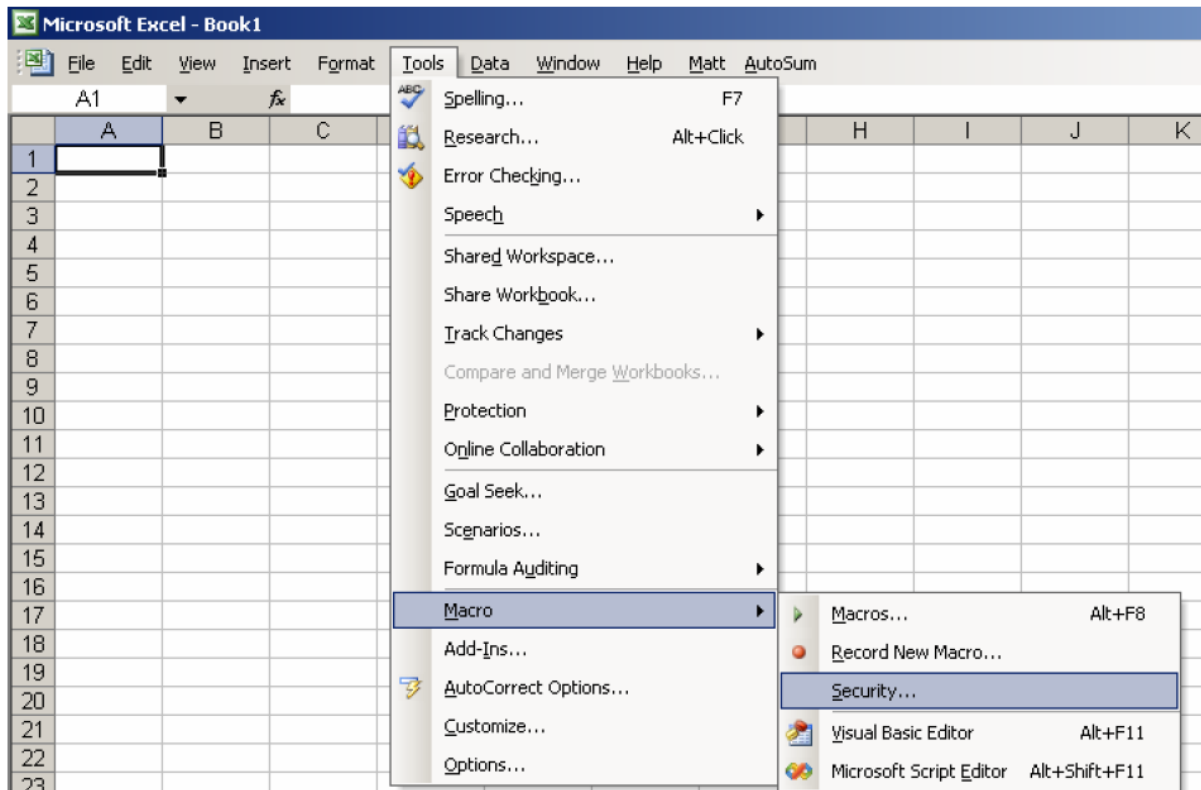 Microsoft Excel - Book1
File Edit View Insert Format Tools Data Window Help Matt AutoSum
A1 fx
A B C H I J K
1
2
3
4
5
6
7
8
9
10
11
12
13
14
15
16
17
18
19
20
21
22
23
ABC Spelling... F7
Research... Alt+Click
Error Checking...
Speech
Shared Workspace...
Share Workbook...
Track Changes
Compare and Merge Workbooks...
Protection
Online Collaboration
Goal Seek...
Scenarios...
Formula Auditing
Macro
Add-Ins...
AutoCorrect Options...
Customize...
Options...
Macros... Alt+F8
Record New Macro...
Security...
Visual Basic Editor Alt+F11
Microsoft Script Editor Alt+Shift+F11